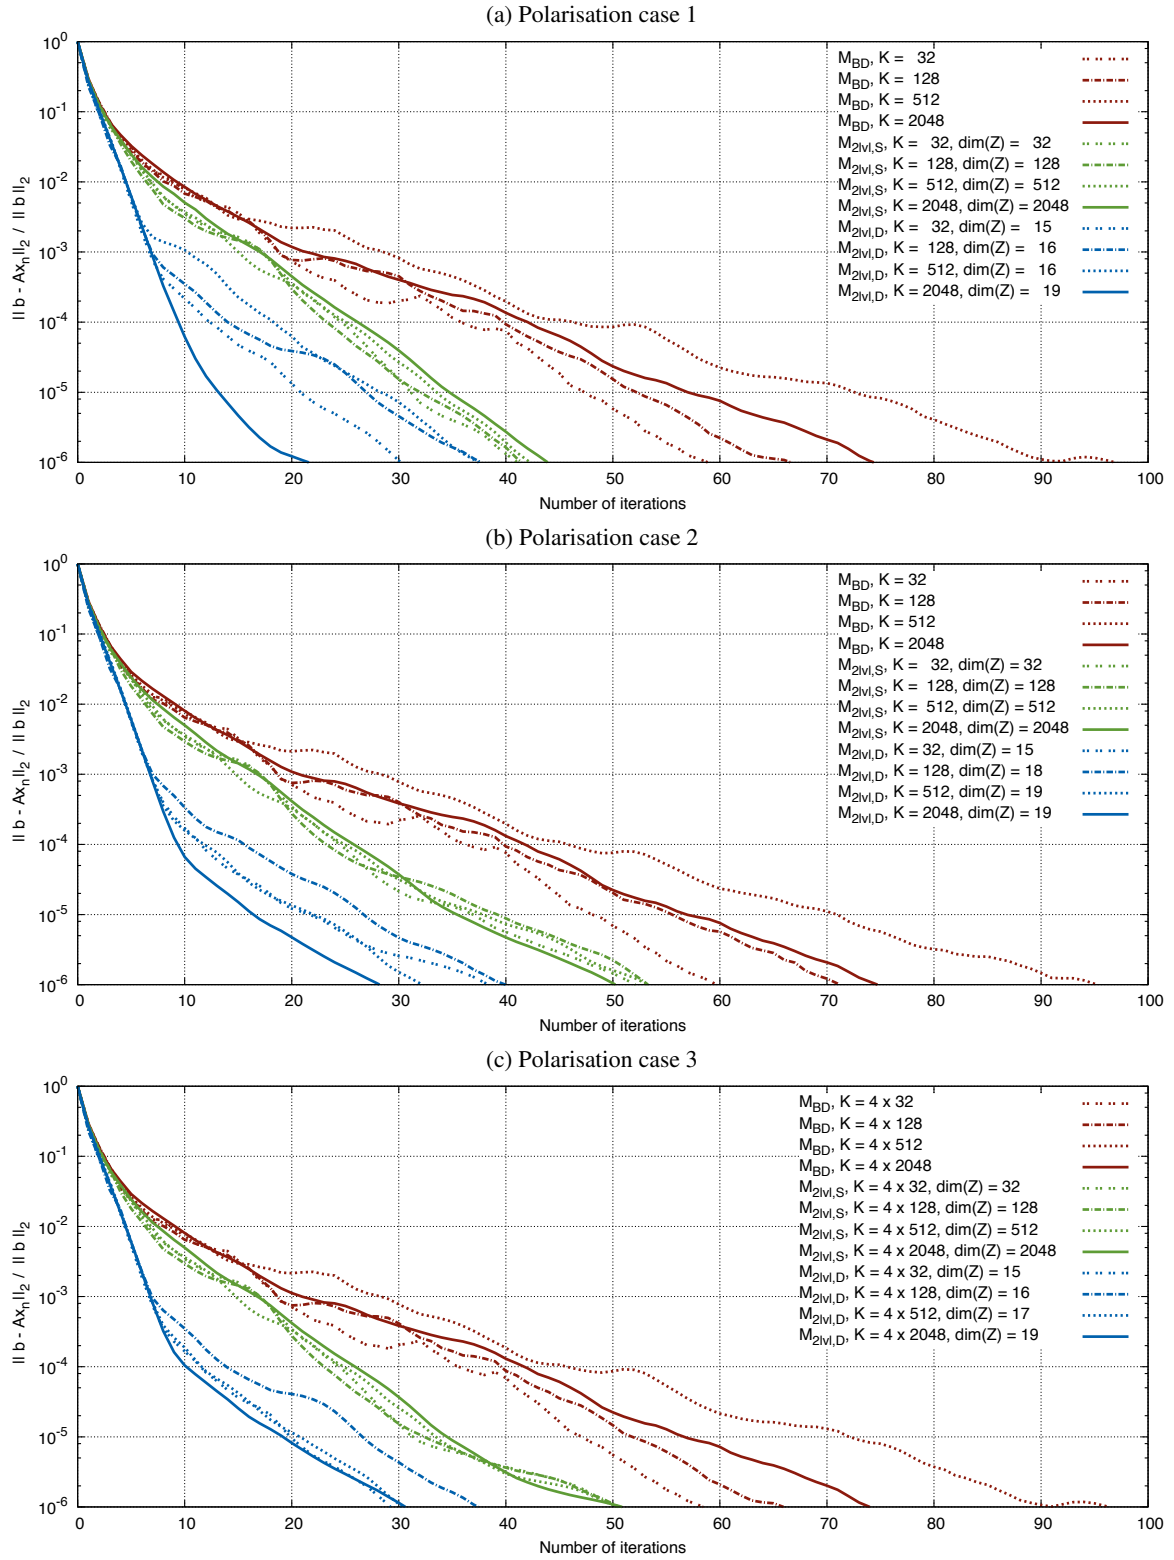 (a) Polarisation case 1
10^0
10^-1
10^-2
10^-3
10^-4
10^-5
10^-6
|| b - Ax_n ||_2 / || b ||_2
M_BD, K = 32
M_BD, K = 128
M_BD, K = 512
M_BD, K = 2048
M_2lvl,S, K = 32, dim(Z) = 32
M_2lvl,S, K = 128, dim(Z) = 128
M_2lvl,S, K = 512, dim(Z) = 512
M_2lvl,S, K = 2048, dim(Z) = 2048
M_2lvl,D, K = 32, dim(Z) = 15
M_2lvl,D, K = 128, dim(Z) = 16
M_2lvl,D, K = 512, dim(Z) = 16
M_2lvl,D, K = 2048, dim(Z) = 19
0 10 20 30 40 50 60 70 80 90 100
Number of iterations
(b) Polarisation case 2
10^0
10^-1
10^-2
10^-3
10^-4
10^-5
10^-6
|| b - Ax_n ||_2 / || b ||_2
M_BD, K = 32
M_BD, K = 128
M_BD, K = 512
M_BD, K = 2048
M_2lvl,S, K = 32, dim(Z) = 32
M_2lvl,S, K = 128, dim(Z) = 128
M_2lvl,S, K = 512, dim(Z) = 512
M_2lvl,S, K = 2048, dim(Z) = 2048
M_2lvl,D, K = 32, dim(Z) = 15
M_2lvl,D, K = 128, dim(Z) = 18
M_2lvl,D, K = 512, dim(Z) = 19
M_2lvl,D, K = 2048, dim(Z) = 19
0 10 20 30 40 50 60 70 80 90 100
Number of iterations
(c) Polarisation case 3
10^0
10^-1
10^-2
10^-3
10^-4
10^-5
10^-6
|| b - Ax_n ||_2 / || b ||_2
M_BD, K = 4 x 32
M_BD, K = 4 x 128
M_BD, K = 4 x 512
M_BD, K = 4 x 2048
M_2lvl,S, K = 4 x 32, dim(Z) = 32
M_2lvl,S, K = 4 x 128, dim(Z) = 128
M_2lvl,S, K = 4 x 512, dim(Z) = 512
M_2lvl,S, K = 4 x 2048, dim(Z) = 2048
M_2lvl,D, K = 4 x 32, dim(Z) = 15
M_2lvl,D, K = 4 x 128, dim(Z) = 16
M_2lvl,D, K = 4 x 512, dim(Z) = 17
M_2lvl,D, K = 4 x 2048, dim(Z) = 19
0 10 20 30 40 50 60 70 80 90 100
Number of iterations